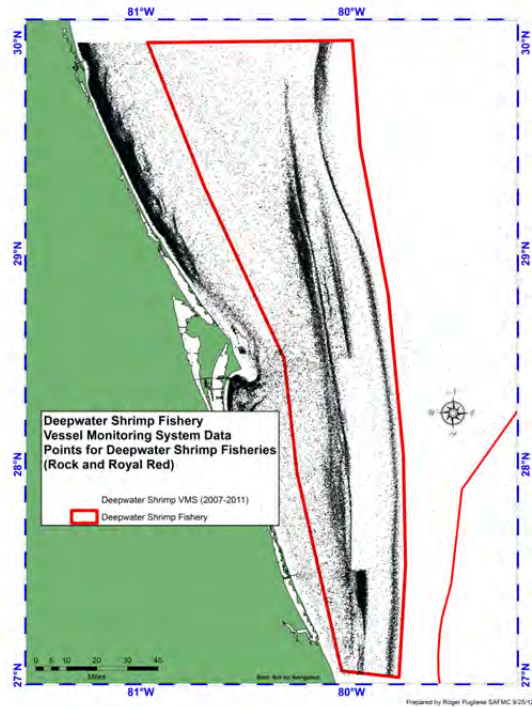 81°W 80°W
30°N 30°N
29°N 29°N
28°N 28°N
27°N 27°N
Deepwater Shrimp Fishery
Vessel Monitoring System Data
Points for Deepwater Shrimp Fisheries
(Rock and Royal Red)
Deepwater Shrimp VMS (2007-2011)
Deepwater Shrimp Fishery
0 5 10 20 30 40
Miles
Note: Not for Navigation
81°W 80°W
Prepared by Roger Pugliese SAFMC